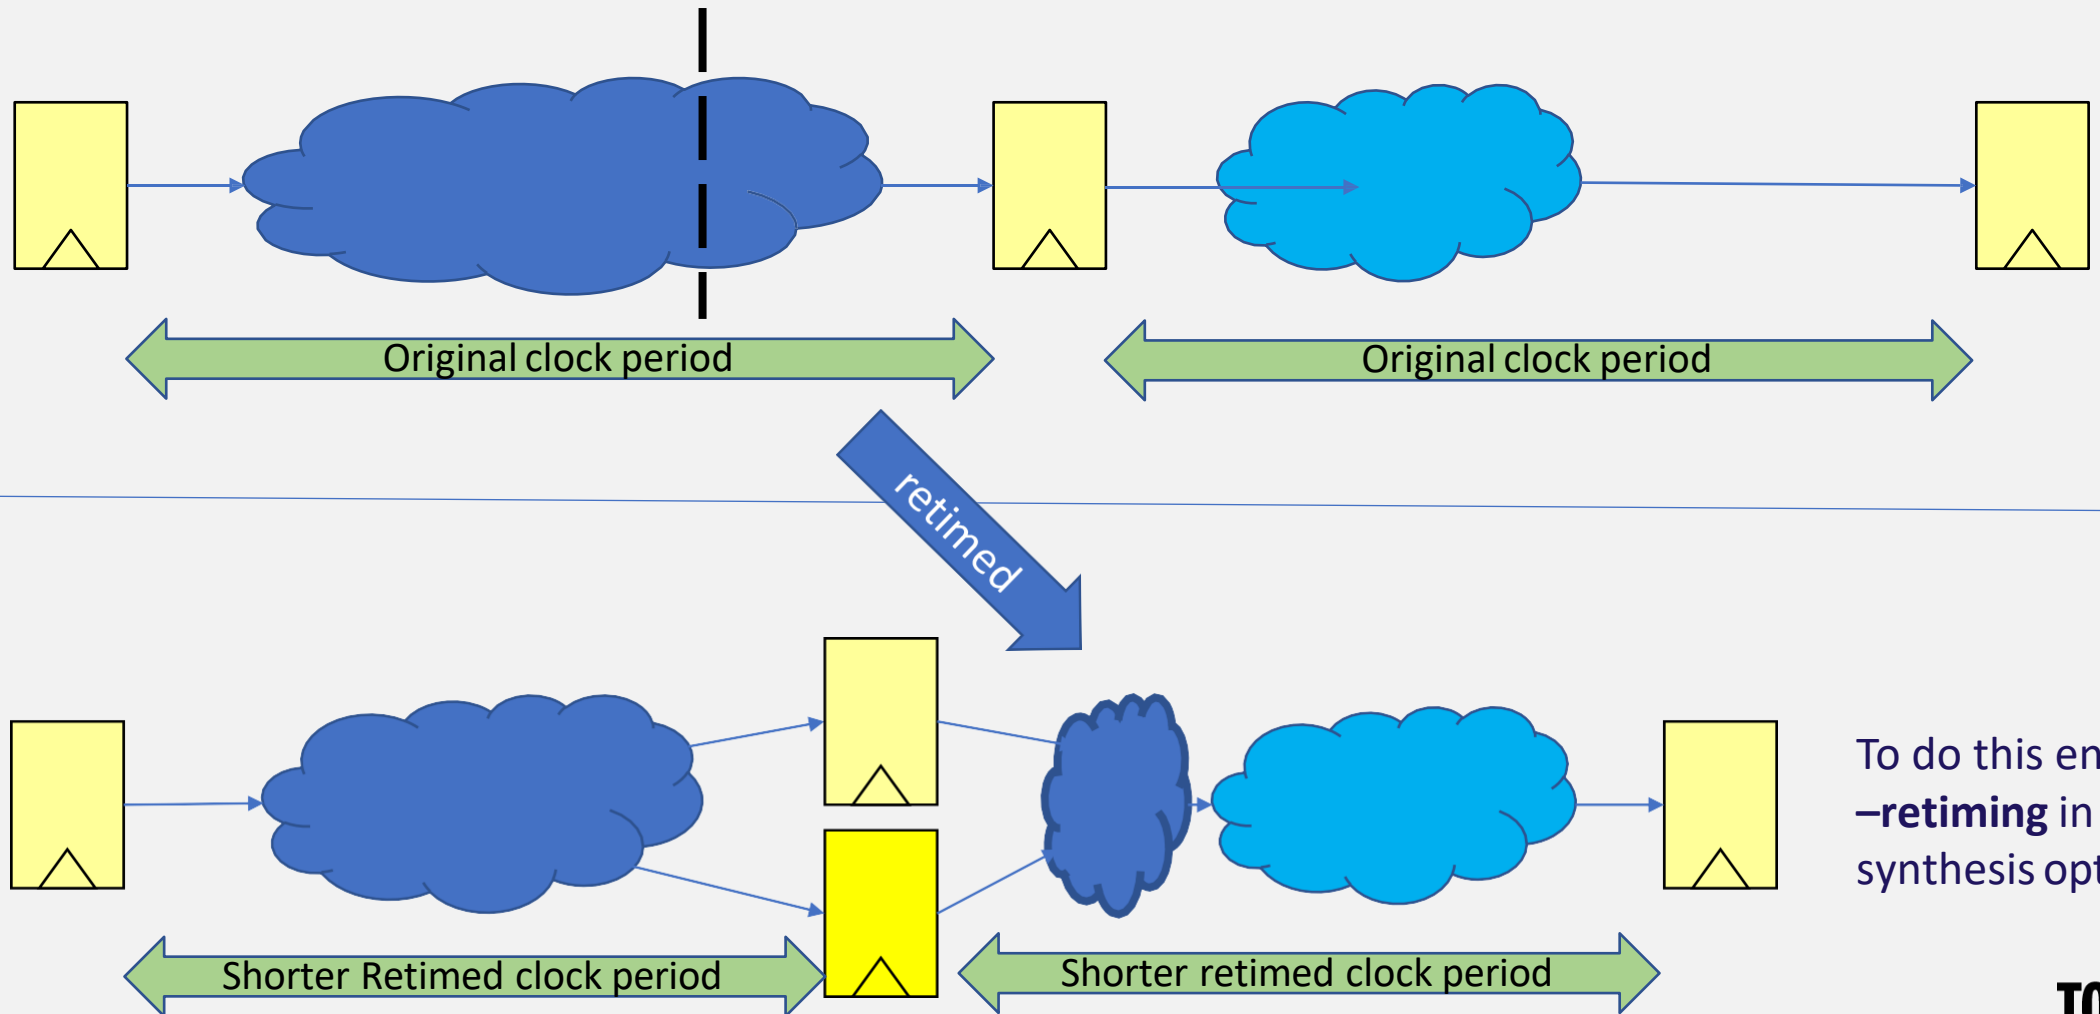 Original clock period
Original clock period
retimed
To do this en
–retiming in
synthesis opt
Shorter Retimed clock period
Shorter retimed clock period
TO